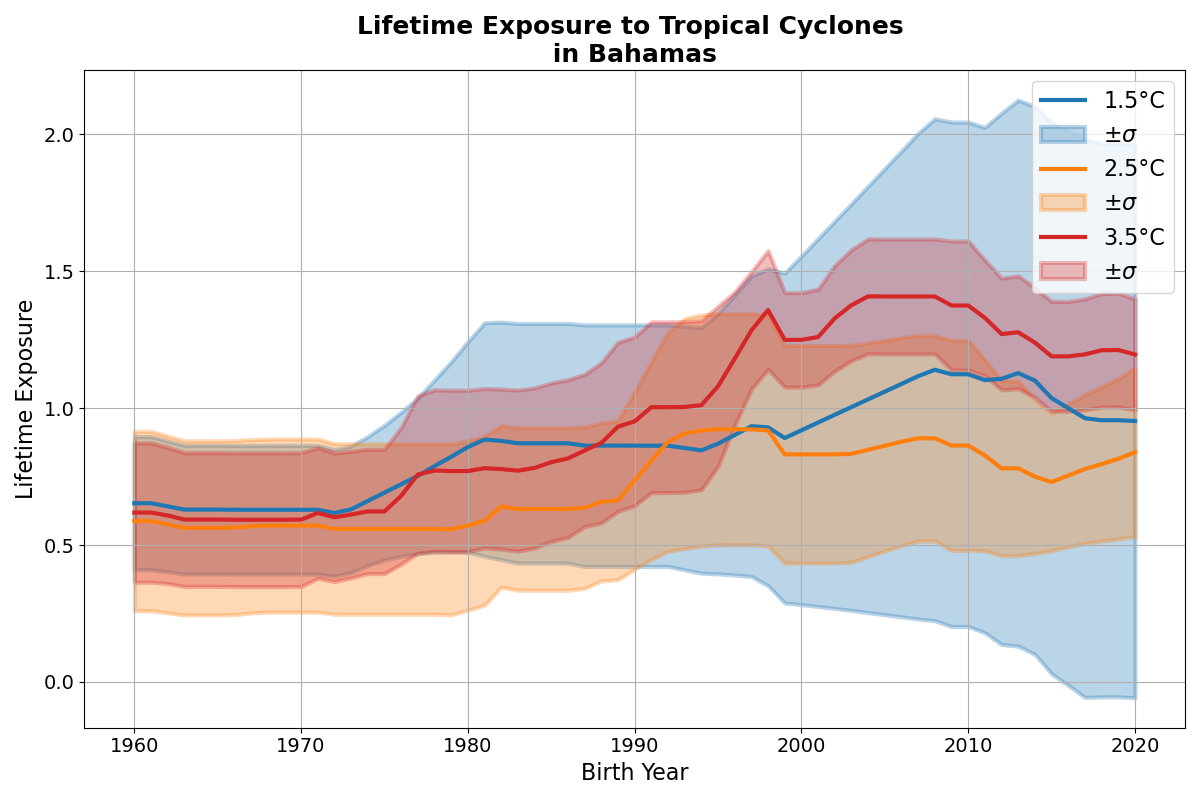 Lifetime Exposure to Tropical Cyclones
in Bahamas
1.5°C
±σ
2.5°C
±σ
3.5°C
±σ
Lifetime Exposure
2.0
1.5
1.0
0.5
0.0
1960 1970 1980 1990 2000 2010 2020
Birth Year